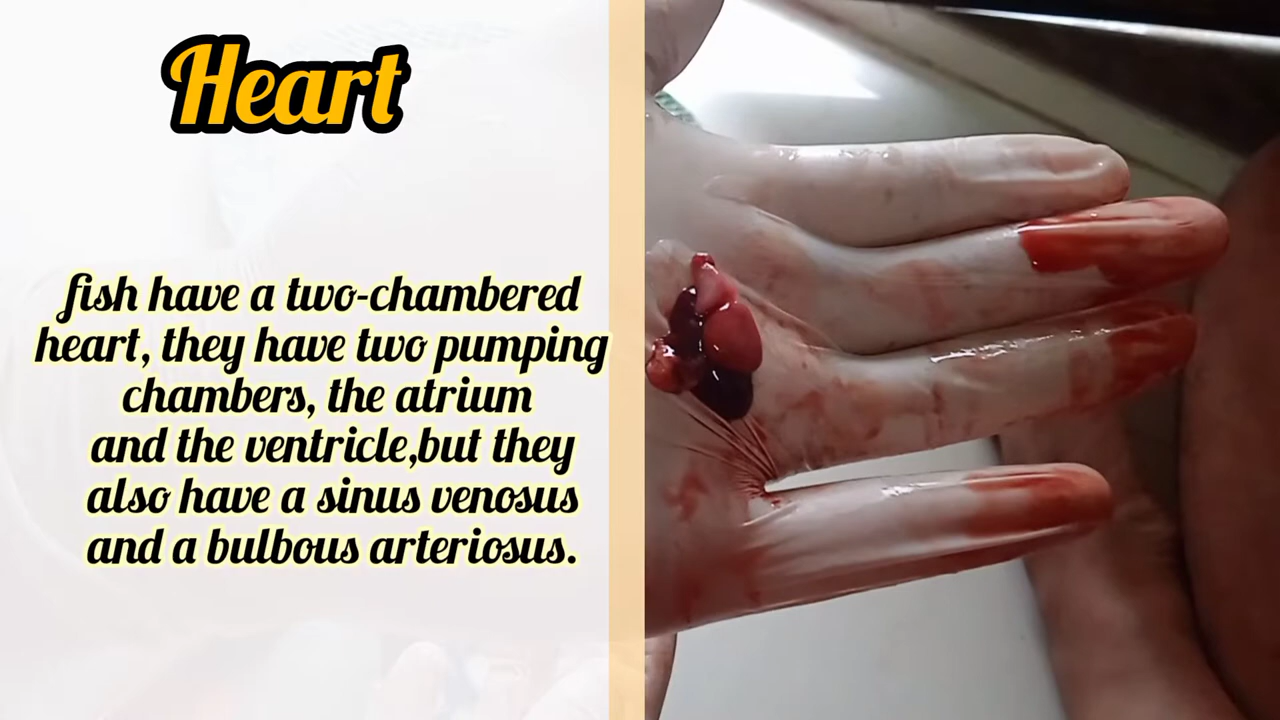 Heart
fish have a two-chambered
heart, they have two pumping
chambers, the atrium
and the ventricle,but they
also have a sinus venosus
and a bulbous arteriosus.